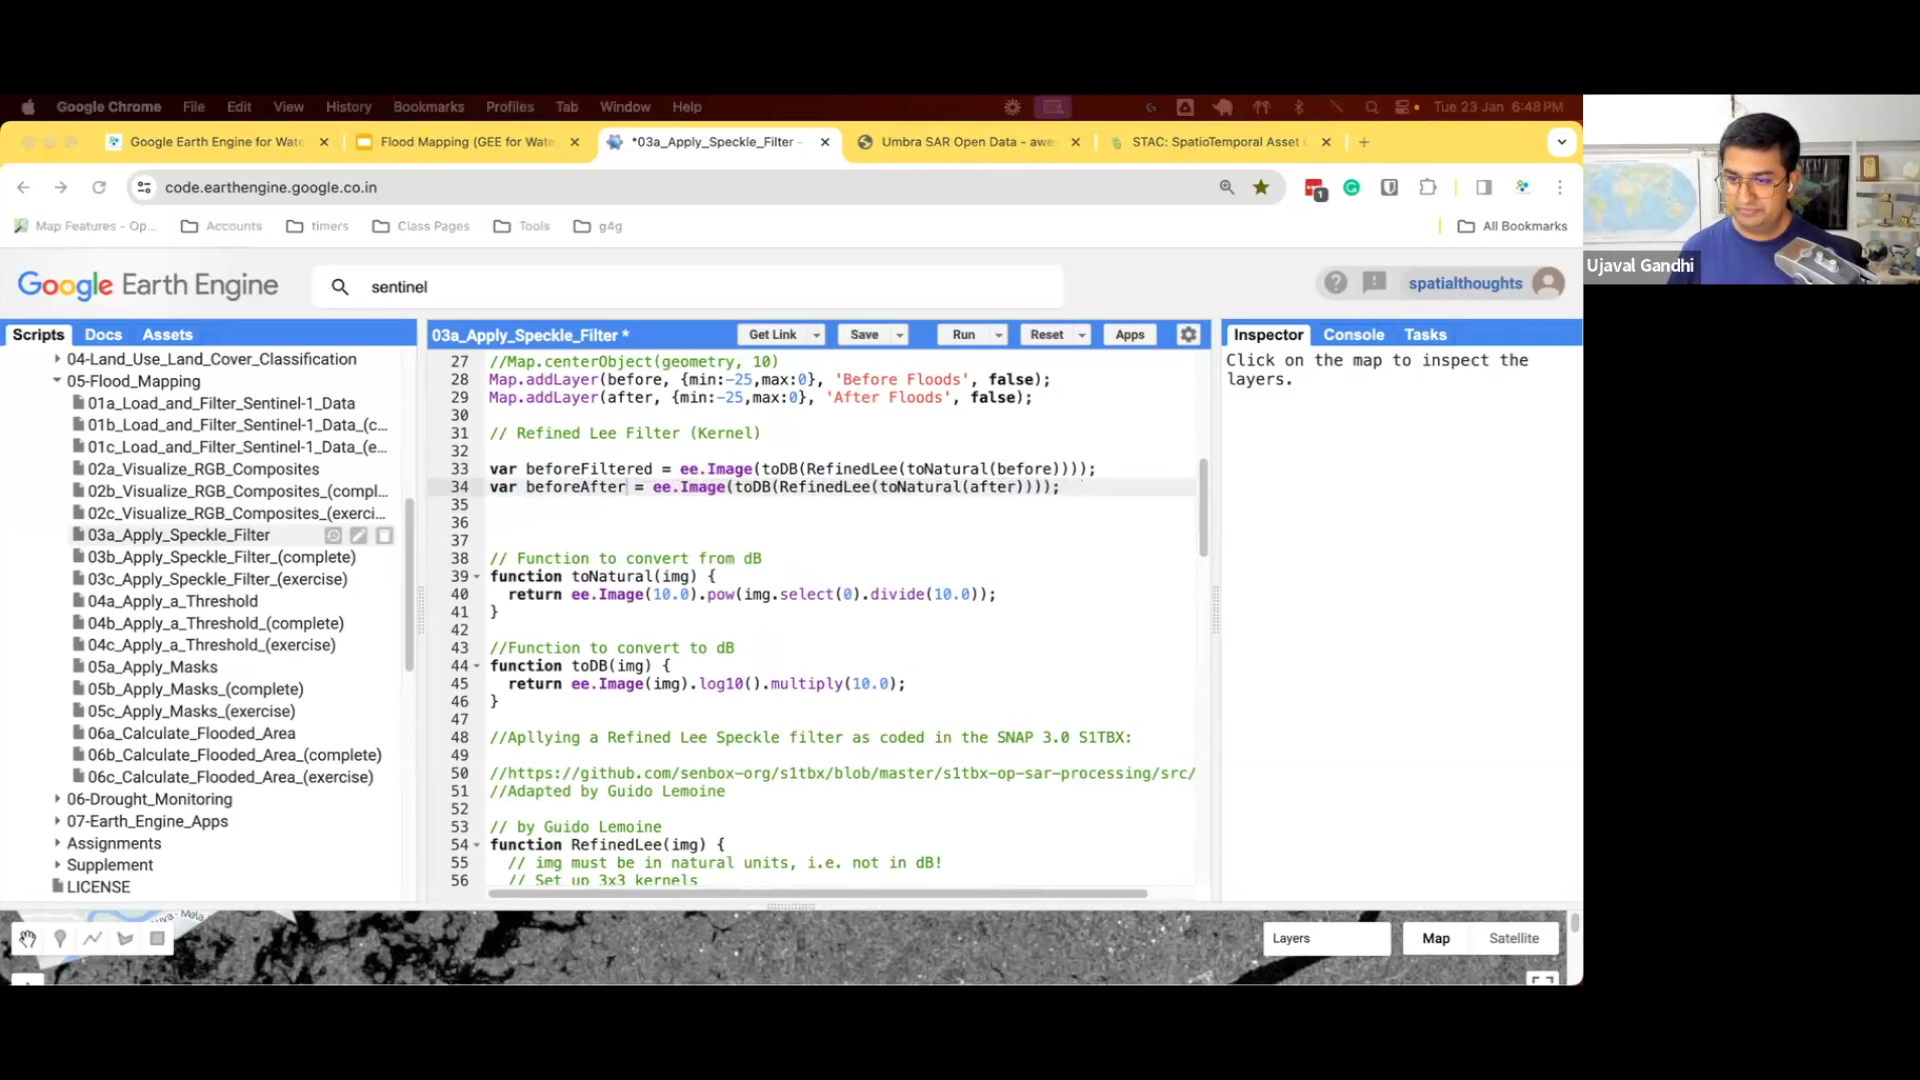 Google Chrome File Edit View History Bookmarks Profiles Tab Window Help Tue 23 Jan 6:48 PM
Google Earth Engine for Wate × Flood Mapping (GEE for Wate × *03a_Apply_Speckle_Filter - × Umbra SAR Open Data - awe × STAC: SpatioTemporal Asset ×
code.earthengine.google.co.in
1
Map Features - Op... Accounts timers Class Pages Tools g4g All Bookmarks
Ujaval Gandhi
Google Earth Engine sentinel spatialthoughts
Scripts Docs Assets
04-Land_Use_Land_Cover_Classification
05-Flood_Mapping
01a_Load_and_Filter_Sentinel-1_Data
01b_Load_and_Filter_Sentinel-1_Data_(c...
01c_Load_and_Filter_Sentinel-1_Data_(e...
02a_Visualize_RGB_Composites
02b_Visualize_RGB_Composites_(compl...
02c_Visualize_RGB_Composites_(exerci...
03a_Apply_Speckle_Filter
03b_Apply_Speckle_Filter_(complete)
03c_Apply_Speckle_Filter_(exercise)
04a_Apply_a_Threshold
04b_Apply_a_Threshold_(complete)
04c_Apply_a_Threshold_(exercise)
05a_Apply_Masks
05b_Apply_Masks_(complete)
05c_Apply_Masks_(exercise)
06a_Calculate_Flooded_Area
06b_Calculate_Flooded_Area_(complete)
06c_Calculate_Flooded_Area_(exercise)
06-Drought_Monitoring
07-Earth_Engine_Apps
Assignments
Supplement
LICENSE
03a_Apply_Speckle_Filter * Get Link Save Run Reset Apps
27 //Map.centerObject(geometry, 10)
28 Map.addLayer(before, {min:-25,max:0}, 'Before Floods', false);
29 Map.addLayer(after, {min:-25,max:0}, 'After Floods', false);
30
31 // Refined Lee Filter (Kernel)
32
33 var beforeFiltered = ee.Image(toDB(RefinedLee(toNatural(before))));
34 var beforeAfter = ee.Image(toDB(RefinedLee(toNatural(after))));
35
36
37
38 // Function to convert from dB
39 function toNatural(img) {
40 return ee.Image(10.0).pow(img.select(0).divide(10.0));
41 }
42
43 //Function to convert to dB
44 function toDB(img) {
45 return ee.Image(img).log10().multiply(10.0);
46 }
47
48 //Apllying a Refined Lee Speckle filter as coded in the SNAP 3.0 S1TBX:
49
50 //https://github.com/senbox-org/s1tbx/blob/master/s1tbx-op-sar-processing/src/
51 //Adapted by Guido Lemoine
52
53 // by Guido Lemoine
54 function RefinedLee(img) {
55 // img must be in natural units, i.e. not in dB!
56 // Set up 3x3 kernels
Inspector Console Tasks
Click on the map to inspect the
layers.
Layers Map Satellite